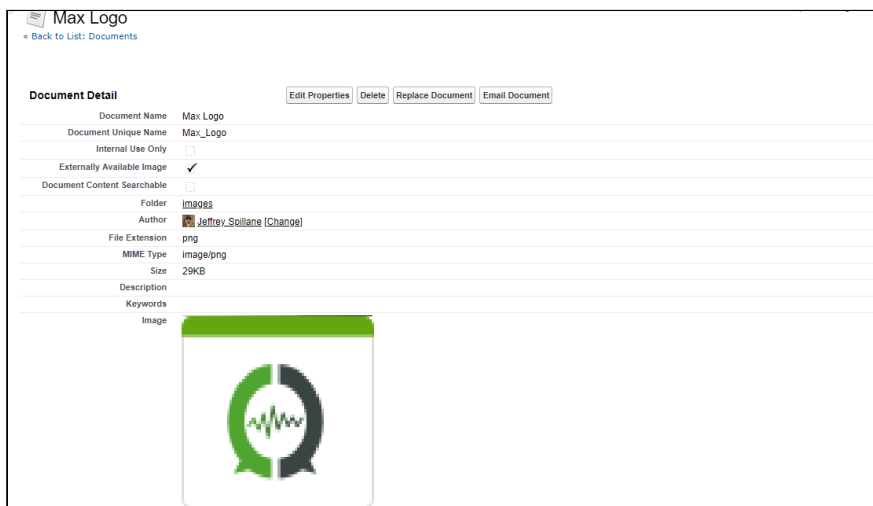 Max Logo
« Back to List: Documents
Document Detail
Edit Properties Delete Replace Document Email Document
Document Name Max Logo
Document Unique Name Max_Logo
Internal Use Only
Externally Available Image
Document Content Searchable
Folder images
Author Jeffrey Spillane [Change]
File Extension png
MIME Type image/png
Size 29KB
Description
Keywords
Image